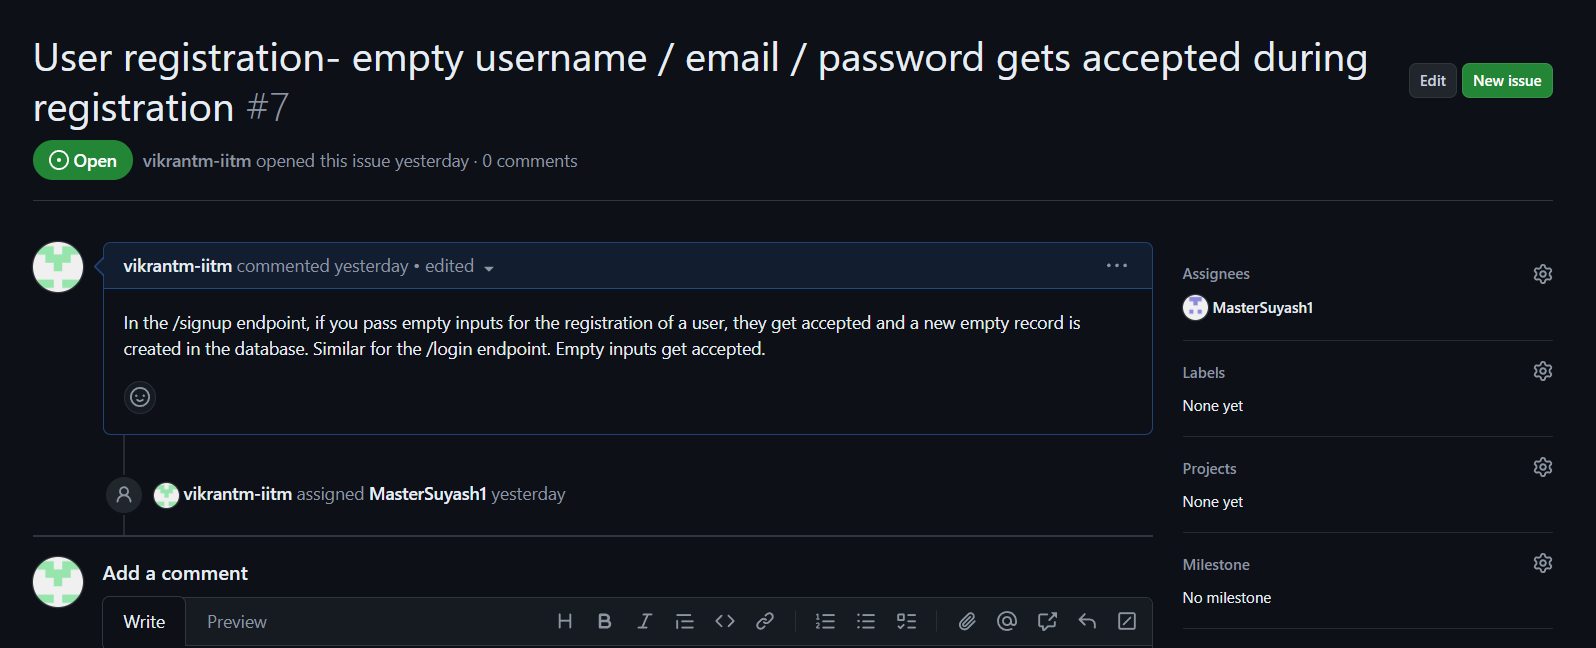 User registration- empty username / email / password gets accepted during
registration #7
Edit
New issue
Open
vikrantm-iitm opened this issue yesterday · 0 comments
vikrantm-iitm commented yesterday • edited
In the /signup endpoint, if you pass empty inputs for the registration of a user, they get accepted and a new empty record is
created in the database. Similar for the /login endpoint. Empty inputs get accepted.
vikrantm-iitm assigned MasterSuyash1 yesterday
Add a comment
Write
Preview
Assignees
MasterSuyash1
Labels
None yet
Projects
None yet
Milestone
No milestone